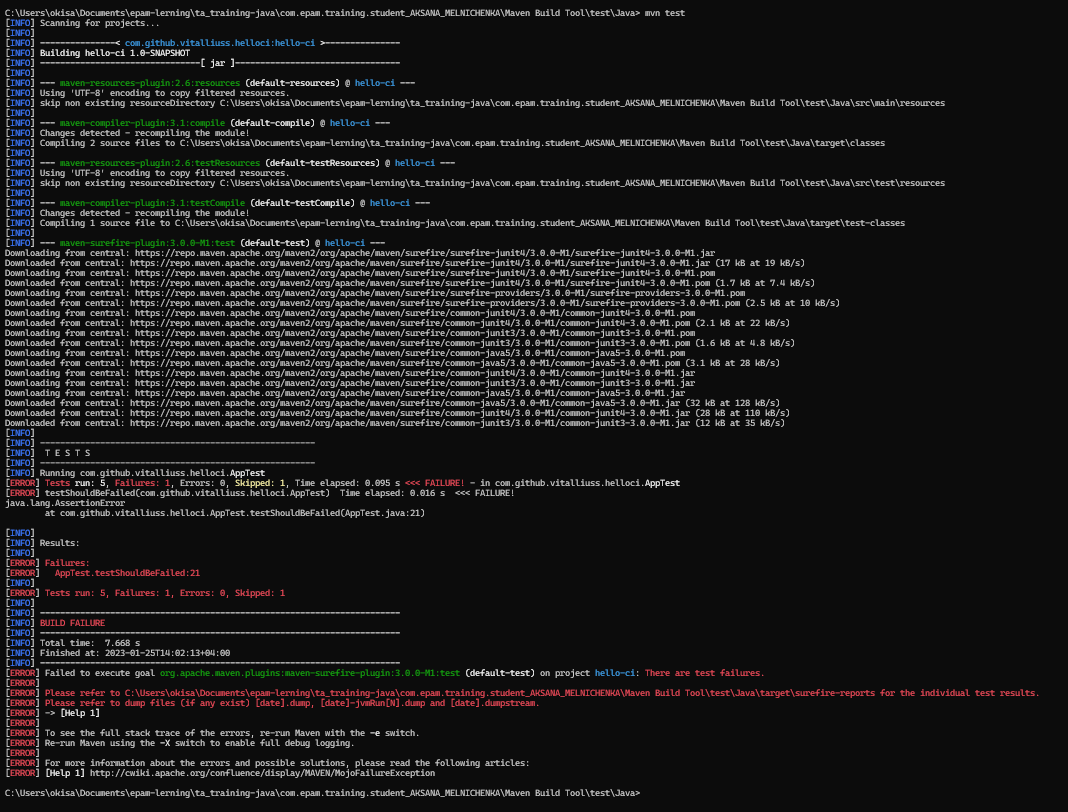 C:\Users\okisa\Documents\epam-lerning\ta_training-java\com.epam.training.student_AKSANA_MELNICHENKA\Maven Build Tool\test\Java> mvn test
[INFO] Scanning for projects...
[INFO]
[INFO] ---------------< com.github.vitalliuss.helloci:hello-ci >---------------
[INFO] Building hello-ci 1.0-SNAPSHOT
[INFO] --------------------------------[ jar ]---------------------------------
[INFO]
[INFO] --- maven-resources-plugin:2.6:resources (default-resources) @ hello-ci ---
[INFO] Using 'UTF-8' encoding to copy filtered resources.
[INFO] skip non existing resourceDirectory C:\Users\okisa\Documents\epam-lerning\ta_training-java\com.epam.training.student_AKSANA_MELNICHENKA\Maven Build Tool\test\Java\src\main\resources
[INFO]
[INFO] --- maven-compiler-plugin:3.1:compile (default-compile) @ hello-ci ---
[INFO] Changes detected - recompiling the module!
[INFO] Compiling 2 source files to C:\Users\okisa\Documents\epam-lerning\ta_training-java\com.epam.training.student_AKSANA_MELNICHENKA\Maven Build Tool\test\Java\target\classes
[INFO]
[INFO] --- maven-resources-plugin:2.6:testResources (default-testResources) @ hello-ci ---
[INFO] Using 'UTF-8' encoding to copy filtered resources.
[INFO] skip non existing resourceDirectory C:\Users\okisa\Documents\epam-lerning\ta_training-java\com.epam.training.student_AKSANA_MELNICHENKA\Maven Build Tool\test\Java\src\test\resources
[INFO]
[INFO] --- maven-compiler-plugin:3.1:testCompile (default-testCompile) @ hello-ci ---
[INFO] Changes detected - recompiling the module!
[INFO] Compiling 1 source file to C:\Users\okisa\Documents\epam-lerning\ta_training-java\com.epam.training.student_AKSANA_MELNICHENKA\Maven Build Tool\test\Java\target\test-classes
[INFO]
[INFO] --- maven-surefire-plugin:3.0.0-M1:test (default-test) @ hello-ci ---
Downloading from central: https://repo.maven.apache.org/maven2/org/apache/maven/surefire/surefire-junit4/3.0.0-M1/surefire-junit4-3.0.0-M1.jar
Downloaded from central: https://repo.maven.apache.org/maven2/org/apache/maven/surefire/surefire-junit4/3.0.0-M1/surefire-junit4-3.0.0-M1.jar (17 kB at 19 kB/s)
Downloading from central: https://repo.maven.apache.org/maven2/org/apache/maven/surefire/surefire-junit4/3.0.0-M1/surefire-junit4-3.0.0-M1.pom
Downloaded from central: https://repo.maven.apache.org/maven2/org/apache/maven/surefire/surefire-junit4/3.0.0-M1/surefire-junit4-3.0.0-M1.pom (1.7 kB at 7.4 kB/s)
Downloading from central: https://repo.maven.apache.org/maven2/org/apache/maven/surefire/surefire-providers/3.0.0-M1/surefire-providers-3.0.0-M1.pom
Downloaded from central: https://repo.maven.apache.org/maven2/org/apache/maven/surefire/surefire-providers/3.0.0-M1/surefire-providers-3.0.0-M1.pom (2.5 kB at 10 kB/s)
Downloading from central: https://repo.maven.apache.org/maven2/org/apache/maven/surefire/common-junit4/3.0.0-M1/common-junit4-3.0.0-M1.pom
Downloaded from central: https://repo.maven.apache.org/maven2/org/apache/maven/surefire/common-junit4/3.0.0-M1/common-junit4-3.0.0-M1.pom (2.1 kB at 22 kB/s)
Downloading from central: https://repo.maven.apache.org/maven2/org/apache/maven/surefire/common-junit3/3.0.0-M1/common-junit3-3.0.0-M1.pom
Downloaded from central: https://repo.maven.apache.org/maven2/org/apache/maven/surefire/common-junit3/3.0.0-M1/common-junit3-3.0.0-M1.pom (1.6 kB at 4.8 kB/s)
Downloading from central: https://repo.maven.apache.org/maven2/org/apache/maven/surefire/common-java5/3.0.0-M1/common-java5-3.0.0-M1.pom
Downloaded from central: https://repo.maven.apache.org/maven2/org/apache/maven/surefire/common-java5/3.0.0-M1/common-java5-3.0.0-M1.pom (3.1 kB at 28 kB/s)
Downloading from central: https://repo.maven.apache.org/maven2/org/apache/maven/surefire/common-junit4/3.0.0-M1/common-junit4-3.0.0-M1.jar
Downloading from central: https://repo.maven.apache.org/maven2/org/apache/maven/surefire/common-junit3/3.0.0-M1/common-junit3-3.0.0-M1.jar
Downloading from central: https://repo.maven.apache.org/maven2/org/apache/maven/surefire/common-java5/3.0.0-M1/common-java5-3.0.0-M1.jar
Downloaded from central: https://repo.maven.apache.org/maven2/org/apache/maven/surefire/common-java5/3.0.0-M1/common-java5-3.0.0-M1.jar (32 kB at 128 kB/s)
Downloaded from central: https://repo.maven.apache.org/maven2/org/apache/maven/surefire/common-junit4/3.0.0-M1/common-junit4-3.0.0-M1.jar (28 kB at 110 kB/s)
Downloaded from central: https://repo.maven.apache.org/maven2/org/apache/maven/surefire/common-junit3/3.0.0-M1/common-junit3-3.0.0-M1.jar (12 kB at 35 kB/s)
[INFO]
[INFO] -------------------------------------------------------
[INFO]  T E S T S
[INFO] -------------------------------------------------------
[INFO] Running com.github.vitalliuss.helloci.AppTest
[ERROR] Tests run: 5, Failures: 1, Errors: 0, Skipped: 1, Time elapsed: 0.095 s <<< FAILURE! - in com.github.vitalliuss.helloci.AppTest
[ERROR] testShouldBeFailed(com.github.vitalliuss.helloci.AppTest)  Time elapsed: 0.016 s  <<< FAILURE!
java.lang.AssertionError
        at com.github.vitalliuss.helloci.AppTest.testShouldBeFailed(AppTest.java:21)
[INFO]
[INFO] Results:
[INFO]
[ERROR] Failures:
[ERROR]   AppTest.testShouldBeFailed:21
[INFO]
[ERROR] Tests run: 5, Failures: 1, Errors: 0, Skipped: 1
[INFO]
[INFO] ------------------------------------------------------------------------
[INFO] BUILD FAILURE
[INFO] ------------------------------------------------------------------------
[INFO] Total time:  7.668 s
[INFO] Finished at: 2023-01-25T14:02:13+04:00
[INFO] ------------------------------------------------------------------------
[ERROR] Failed to execute goal org.apache.maven.plugins:maven-surefire-plugin:3.0.0-M1:test (default-test) on project hello-ci: There are test failures.
[ERROR]
[ERROR] Please refer to C:\Users\okisa\Documents\epam-lerning\ta_training-java\com.epam.training.student_AKSANA_MELNICHENKA\Maven Build Tool\test\Java\target\surefire-reports for the individual test results.
[ERROR] Please refer to dump files (if any exist) [date].dump, [date]-jvmRun[N].dump and [date].dumpstream.
[ERROR] -> [Help 1]
[ERROR]
[ERROR] To see the full stack trace of the errors, re-run Maven with the -e switch.
[ERROR] Re-run Maven using the -X switch to enable full debug logging.
[ERROR]
[ERROR] For more information about the errors and possible solutions, please read the following articles:
[ERROR] [Help 1] http://cwiki.apache.org/confluence/display/MAVEN/MojoFailureException
C:\Users\okisa\Documents\epam-lerning\ta_training-java\com.epam.training.student_AKSANA_MELNICHENKA\Maven Build Tool\test\Java>